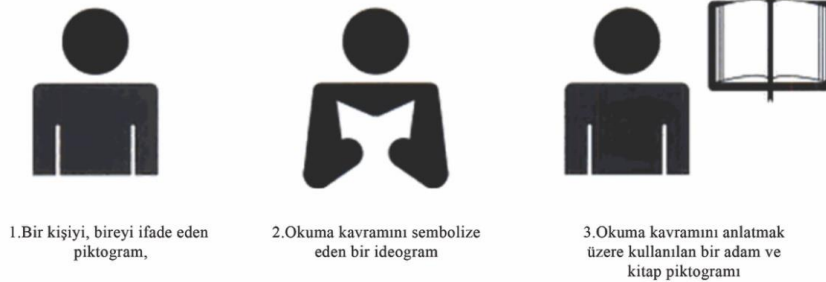 1.Bir kişiyi, bireyi ifade eden
piktogram,
2.Okuma kavramını sembolize
eden bir ideogram
3.Okuma kavramını anlatmak
üzere kullanılan bir adam ve
kitap piktogramı